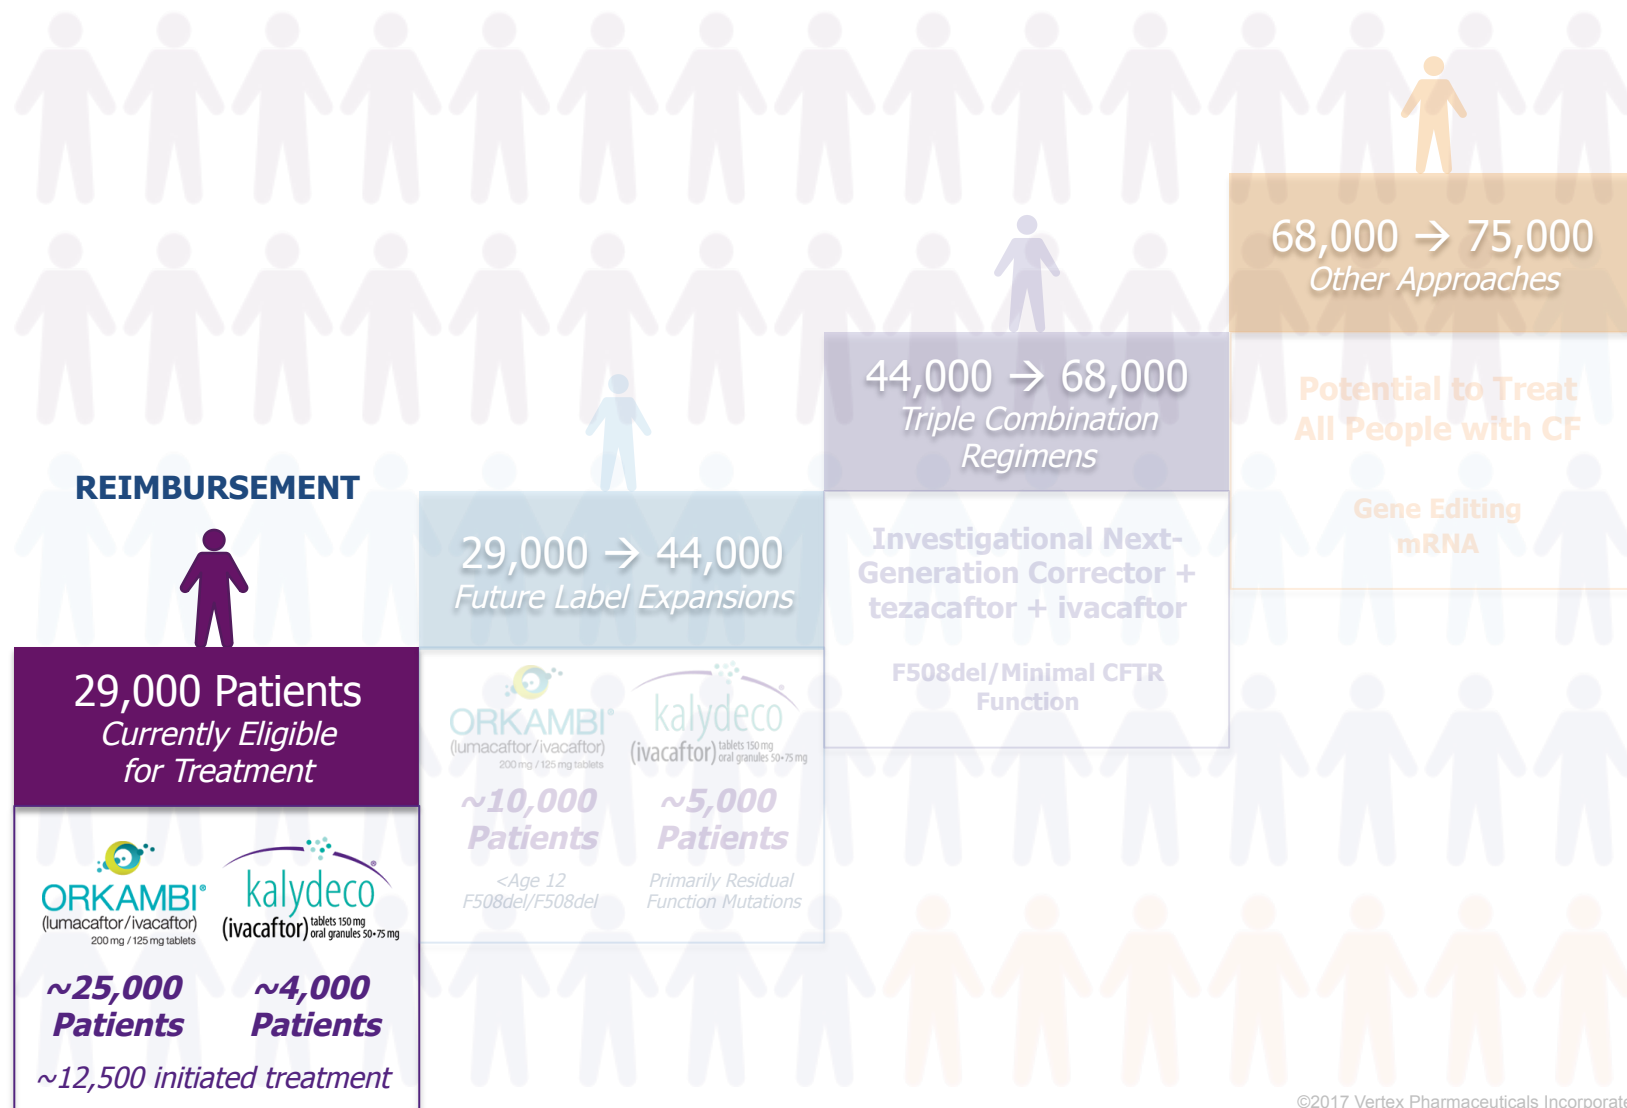 REIMBURSEMENT
29,000 Patients
Currently Eligible
for Treatment
ORKAMBI®
(lumacaftor/ivacaftor)
200 mg / 125 mg tablets
kalydeco®
(ivacaftor) tablets 150 mg
oral granules 50•75 mg
~25,000
Patients
~4,000
Patients
~12,500 initiated treatment
29,000 → 44,000
Future Label Expansions
ORKAMBI®
(lumacaftor/ivacaftor)
200 mg / 125 mg tablets
kalydeco®
(ivacaftor) tablets 150 mg
oral granules 50•75 mg
~10,000
Patients
<Age 12
F508del/F508del
~5,000
Patients
Primarily Residual
Function Mutations
44,000 → 68,000
Triple Combination
Regimens
Investigational Next-
Generation Corrector +
tezacaftor + ivacaftor
F508del/Minimal CFTR
Function
68,000 → 75,000
Other Approaches
Potential to Treat
All People with CF
Gene Editing
mRNA
©2017 Vertex Pharmaceuticals Incorporate